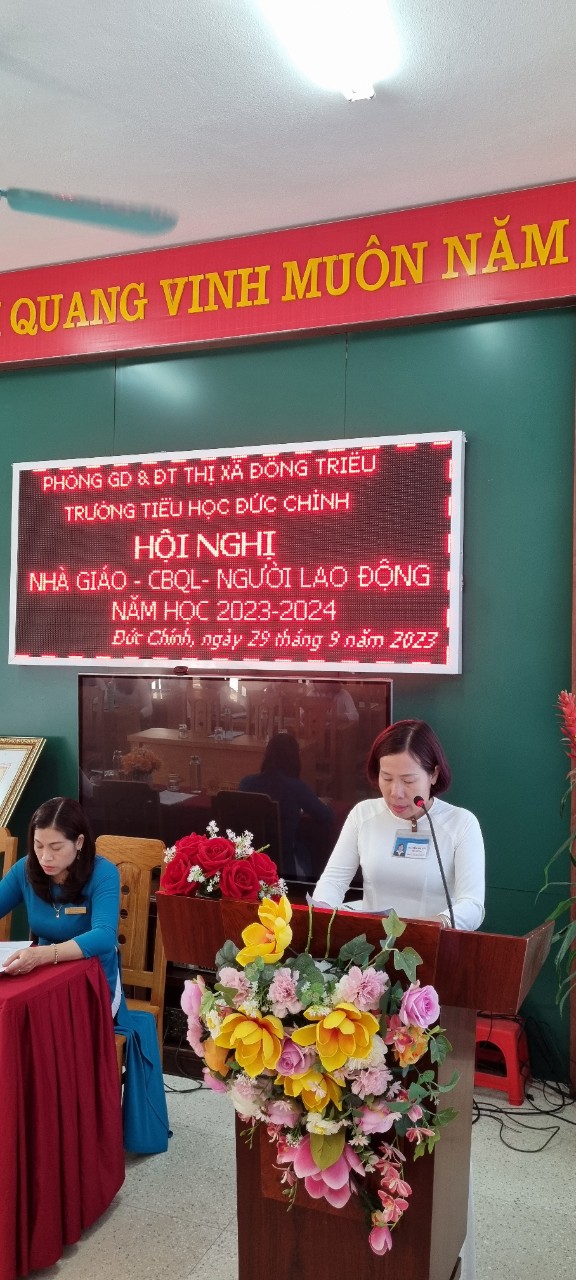 QUANG VINH MUÔN NĂM
PHÒNG GD & ĐT THỊ XÃ ĐÔNG TRIỀU
TRƯỜNG TIỂU HỌC ĐỨC CHÍNH
HỘI NGHỊ
NHÀ GIÁO - CBQL- NGƯỜI LAO ĐỘNG
NĂM HỌC 2023-2024
Đức Chính, ngày 29 tháng 9 năm 2023